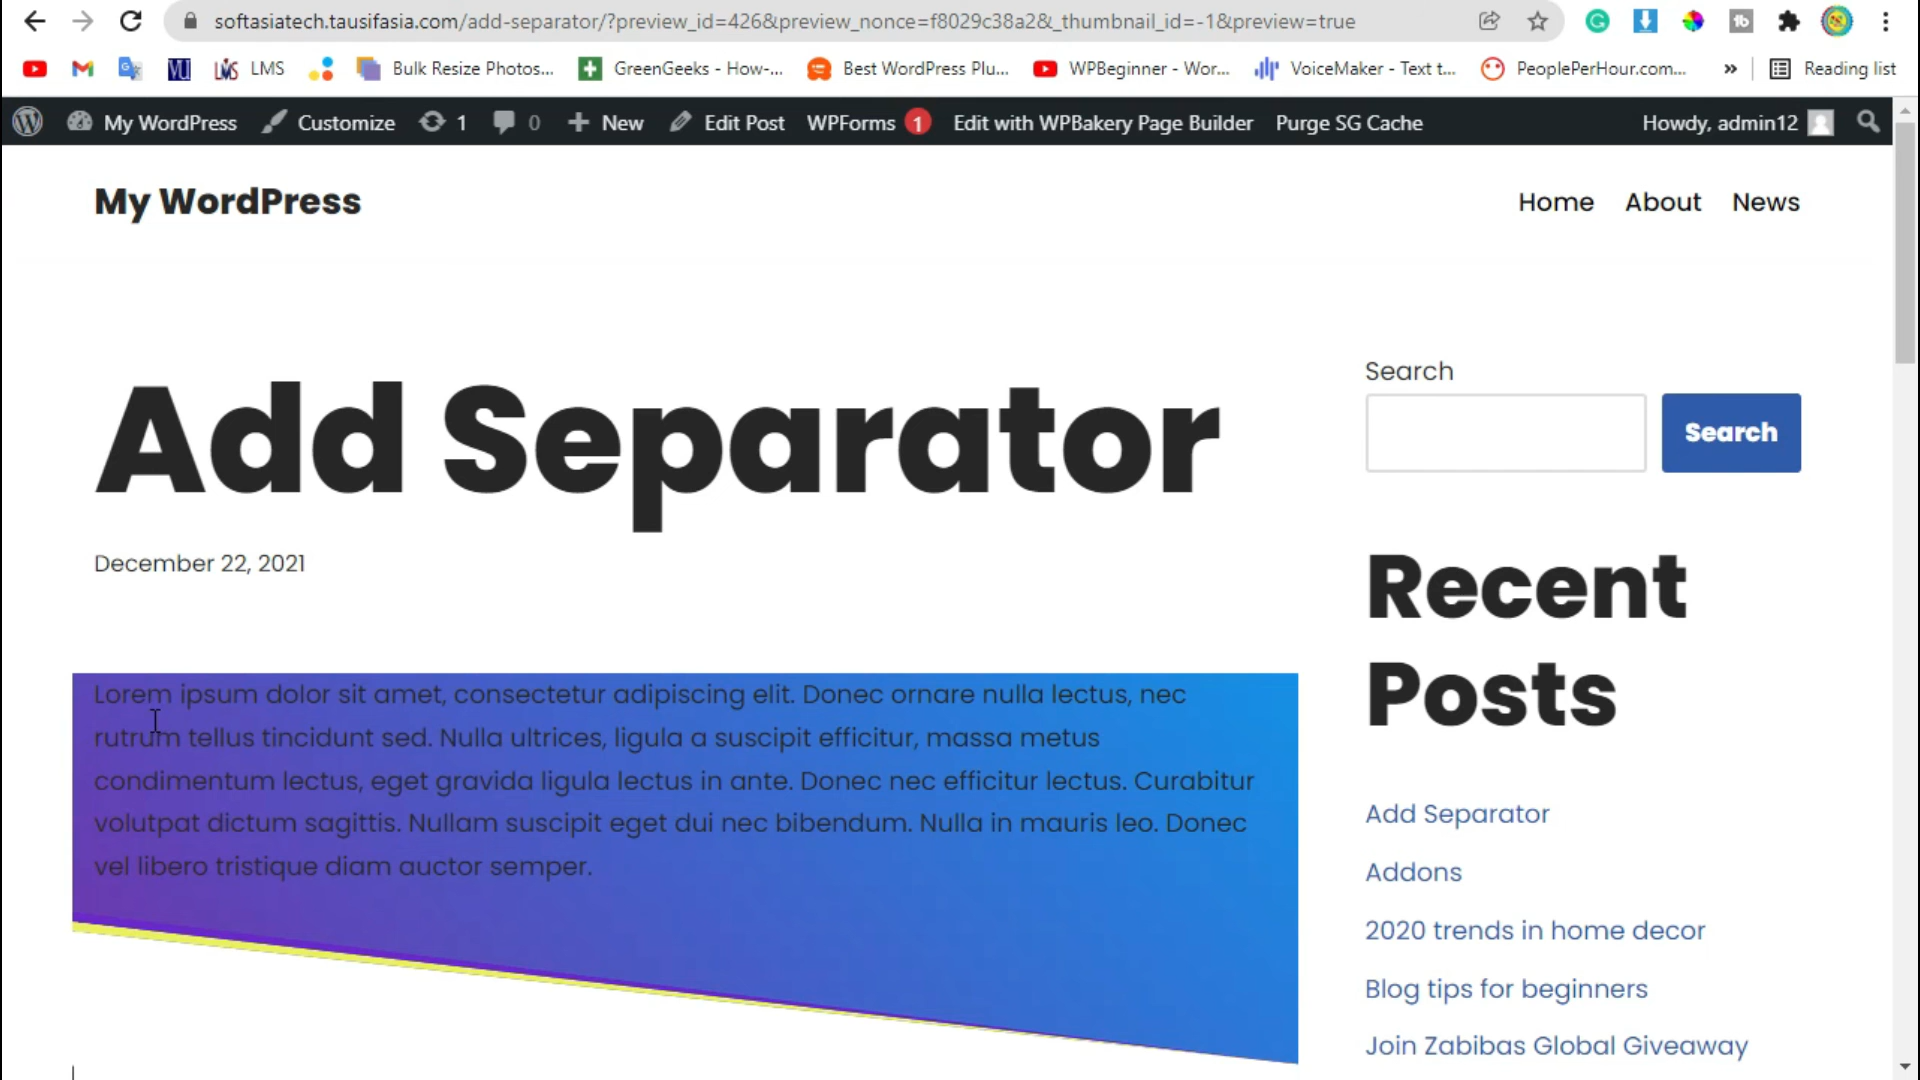 softasiatech.tausifasia.com/add-separator/?preview_id=426&preview_nonce=f8029c38a2&_thumbnail_id=-1&preview=true
LMS
Bulk Resize Photos...
GreenGeeks - How-...
Best WordPress Plu...
WPBeginner - Wor...
VoiceMaker - Text t...
PeoplePerHour.com...
»
Reading list
My WordPress
Customize
1
0
New
Edit Post
WPForms 1
Edit with WPBakery Page Builder
Purge SG Cache
Howdy, admin12
My WordPress
Home
About
News
Add Separator
December 22, 2021
Lorem ipsum dolor sit amet, consectetur adipiscing elit. Donec ornare nulla lectus, nec
rutrum tellus tincidunt sed. Nulla ultrices, ligula a suscipit efficitur, massa metus
condimentum lectus, eget gravida ligula lectus in ante. Donec nec efficitur lectus. Curabitur
volutpat dictum sagittis. Nullam suscipit eget dui nec bibendum. Nulla in mauris leo. Donec
vel libero tristique diam auctor semper.
Search
Search
Recent
Posts
Add Separator
Addons
2020 trends in home decor
Blog tips for beginners
Join Zabibas Global Giveaway